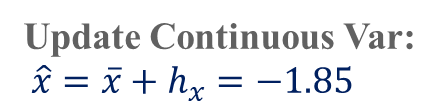 Update Continuous Var:
x̂ = x̄ + hₓ = −1.85